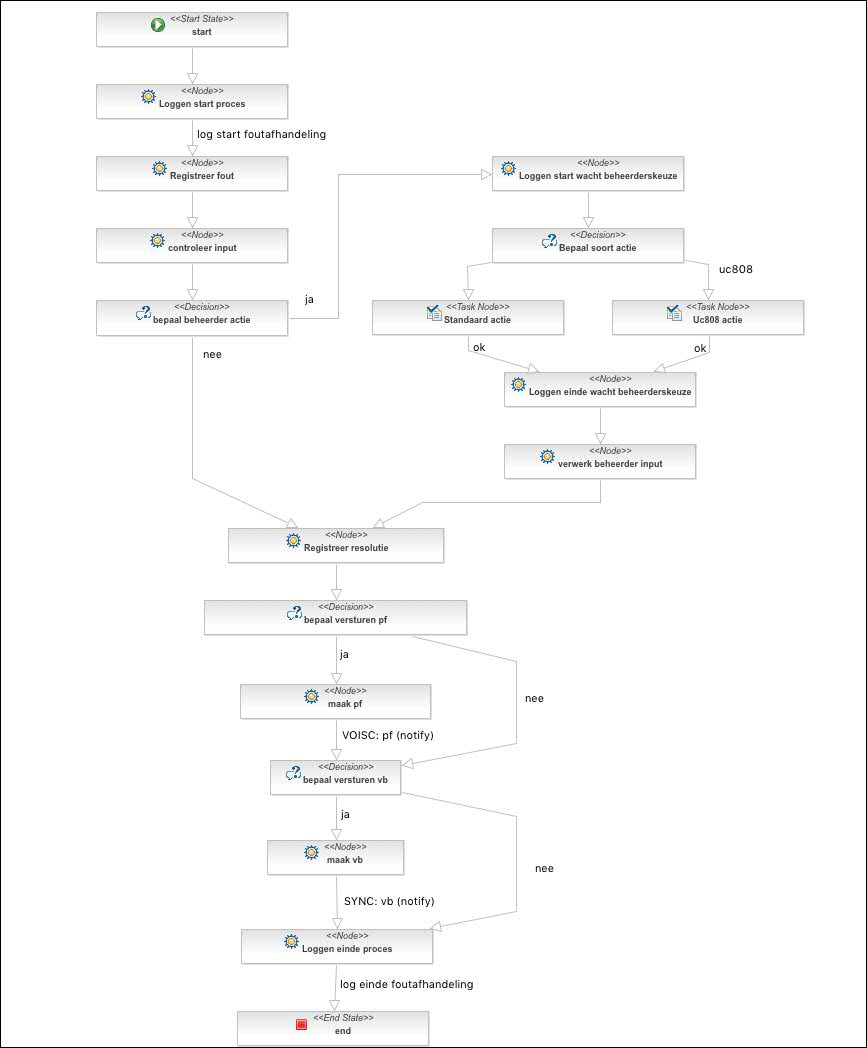 <<Start State>>
start
<<Node>>
Loggen start proces
log start foutafhandeling
<<Node>>
Registreer fout
<<Node>>
controleer input
<<Decision>>
bepaal beheerder actie
ja
nee
<<Node>>
Loggen start wacht beheerderskeuze
<<Decision>>
Bepaal soort actie
uc808
<<Task Node>>
Standaard actie
<<Task Node>>
Uc808 actie
ok
ok
<<Node>>
Loggen einde wacht beheerderskeuze
<<Node>>
verwerk beheerder input
<<Node>>
Registreer resolutie
<<Decision>>
bepaal versturen pf
ja
nee
<<Node>>
maak pf
VOISC: pf (notify)
<<Decision>>
bepaal versturen vb
ja
nee
<<Node>>
maak vb
SYNC: vb (notify)
<<Node>>
Loggen einde proces
log einde foutafhandeling
<<End State>>
end